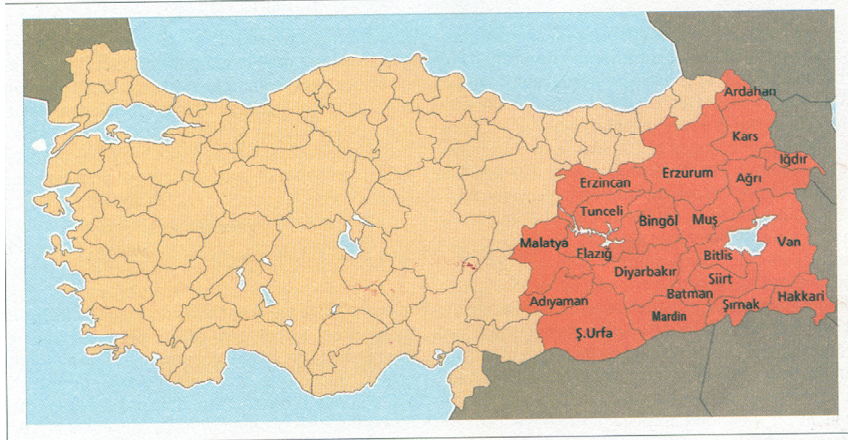 Ardahan
Kars
Iğdır
Erzurum
Ağrı
Erzincan
Tunceli
Bingöl
Muş
Malatya
Elazığ
Bitlis
Van
Diyarbakır
Siirt
Adıyaman
Batman
Şırnak
Hakkari
Mardin
Ş.Urfa